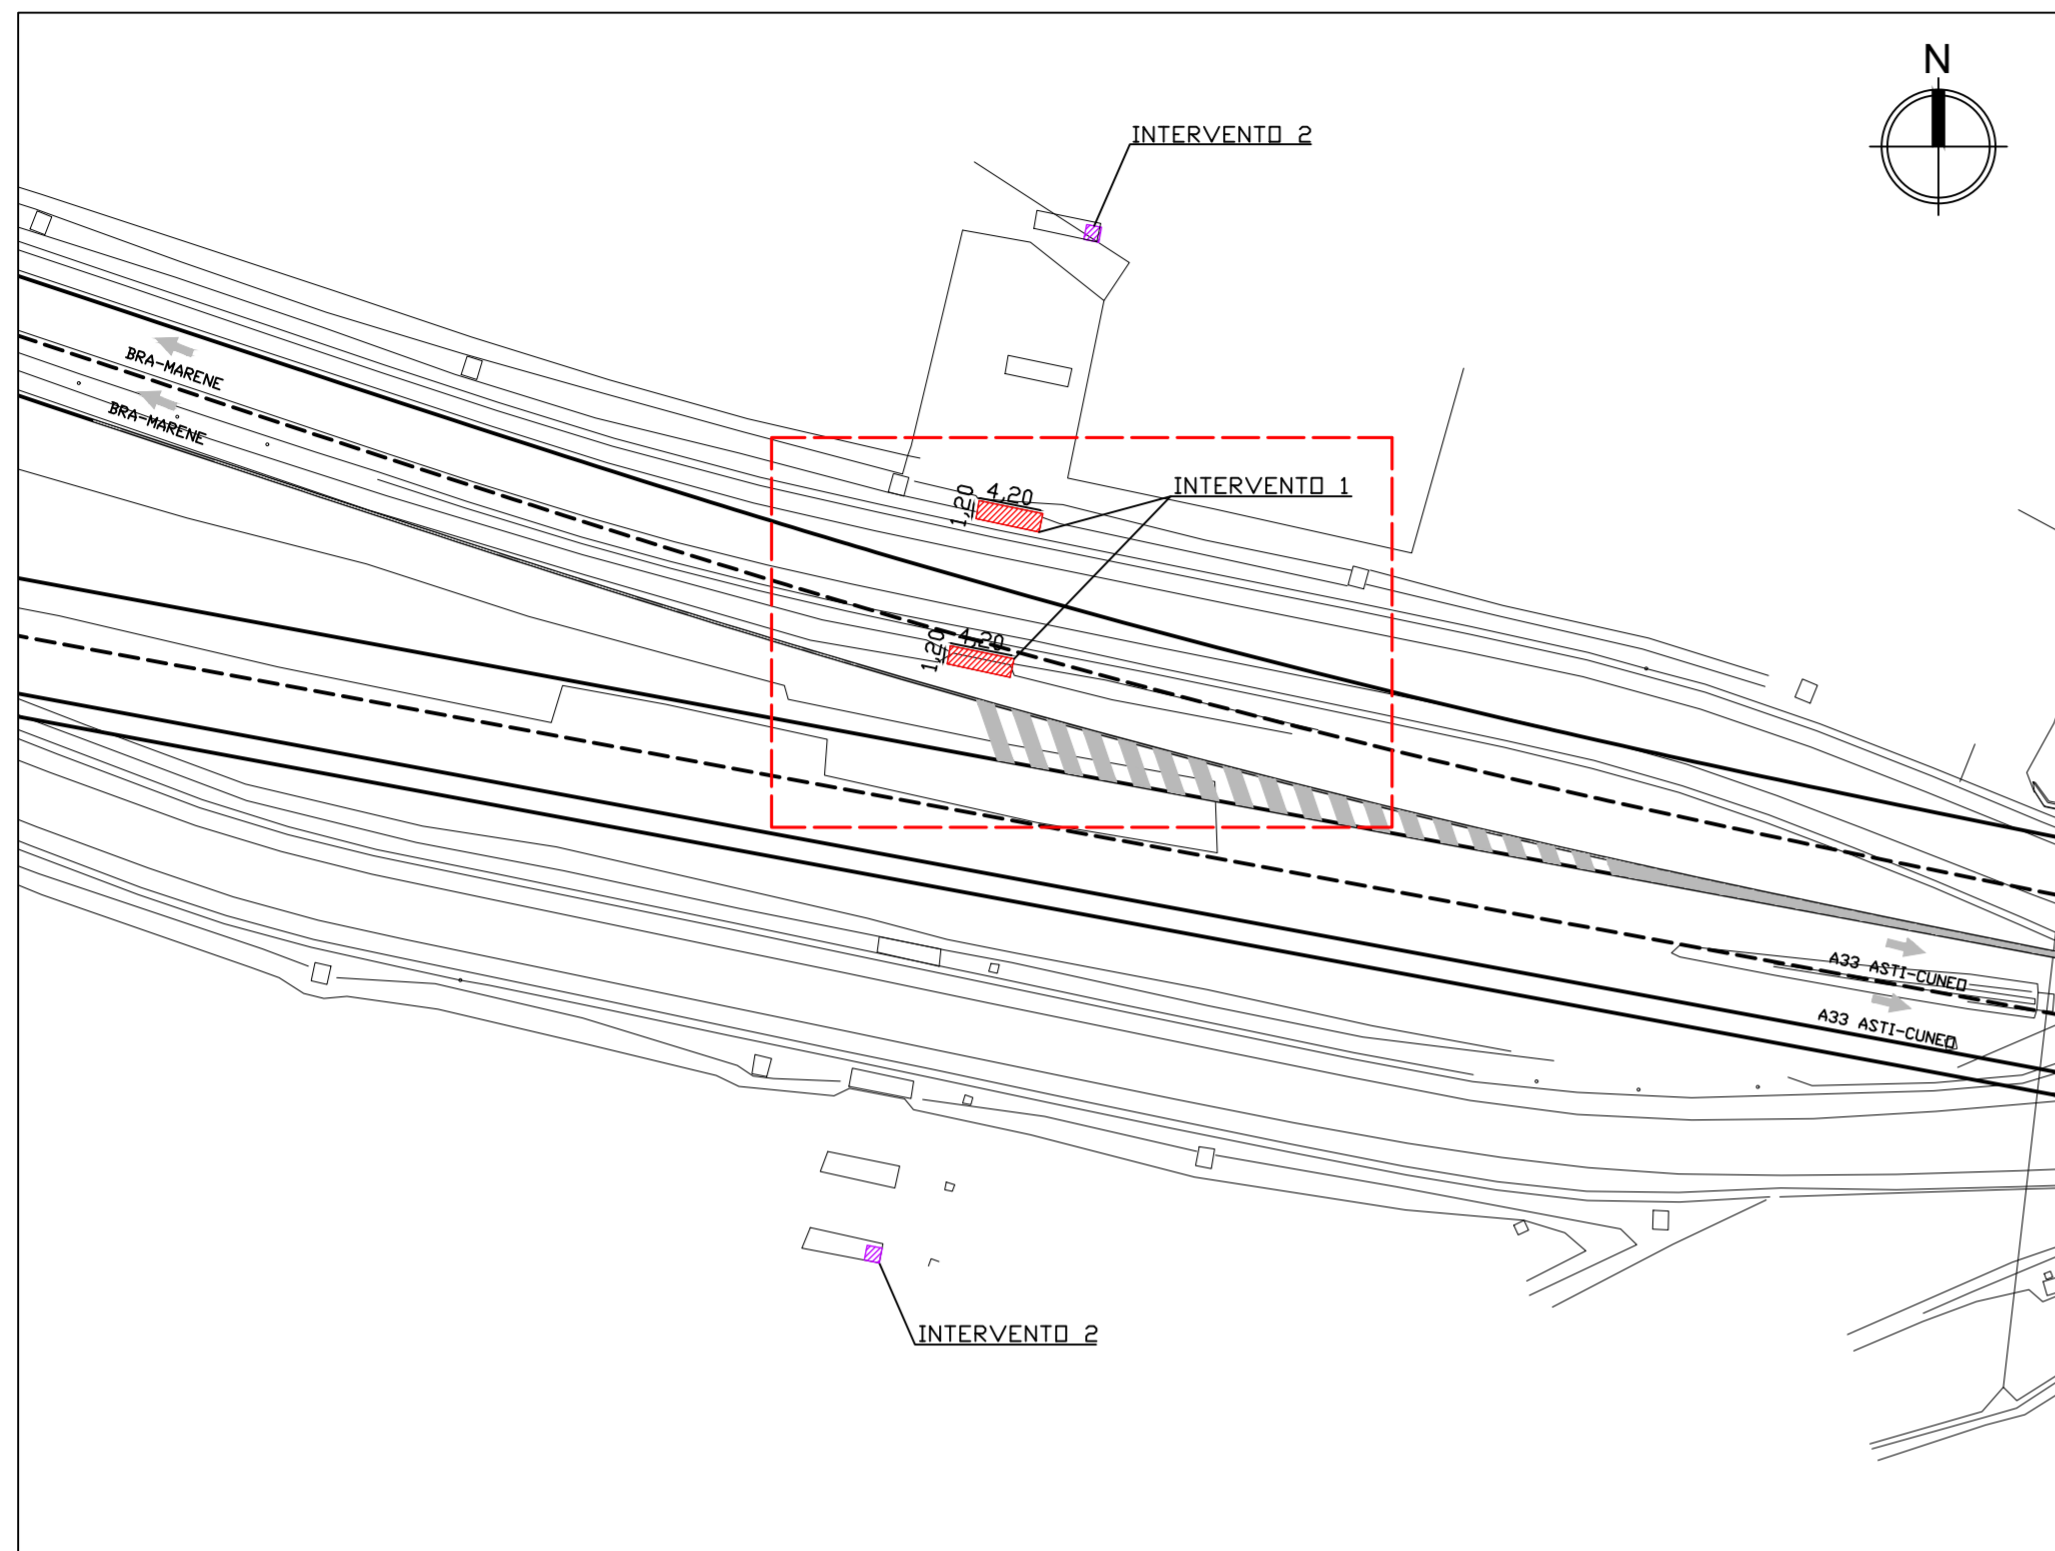 N
INTERVENTO 2
BRA-MARENE
BRA-MARENE
INTERVENTO 1
1,20
4,20
1,20
4,20
A33 ASTI-CUNEO
A33 ASTI-CUNEO
INTERVENTO 2